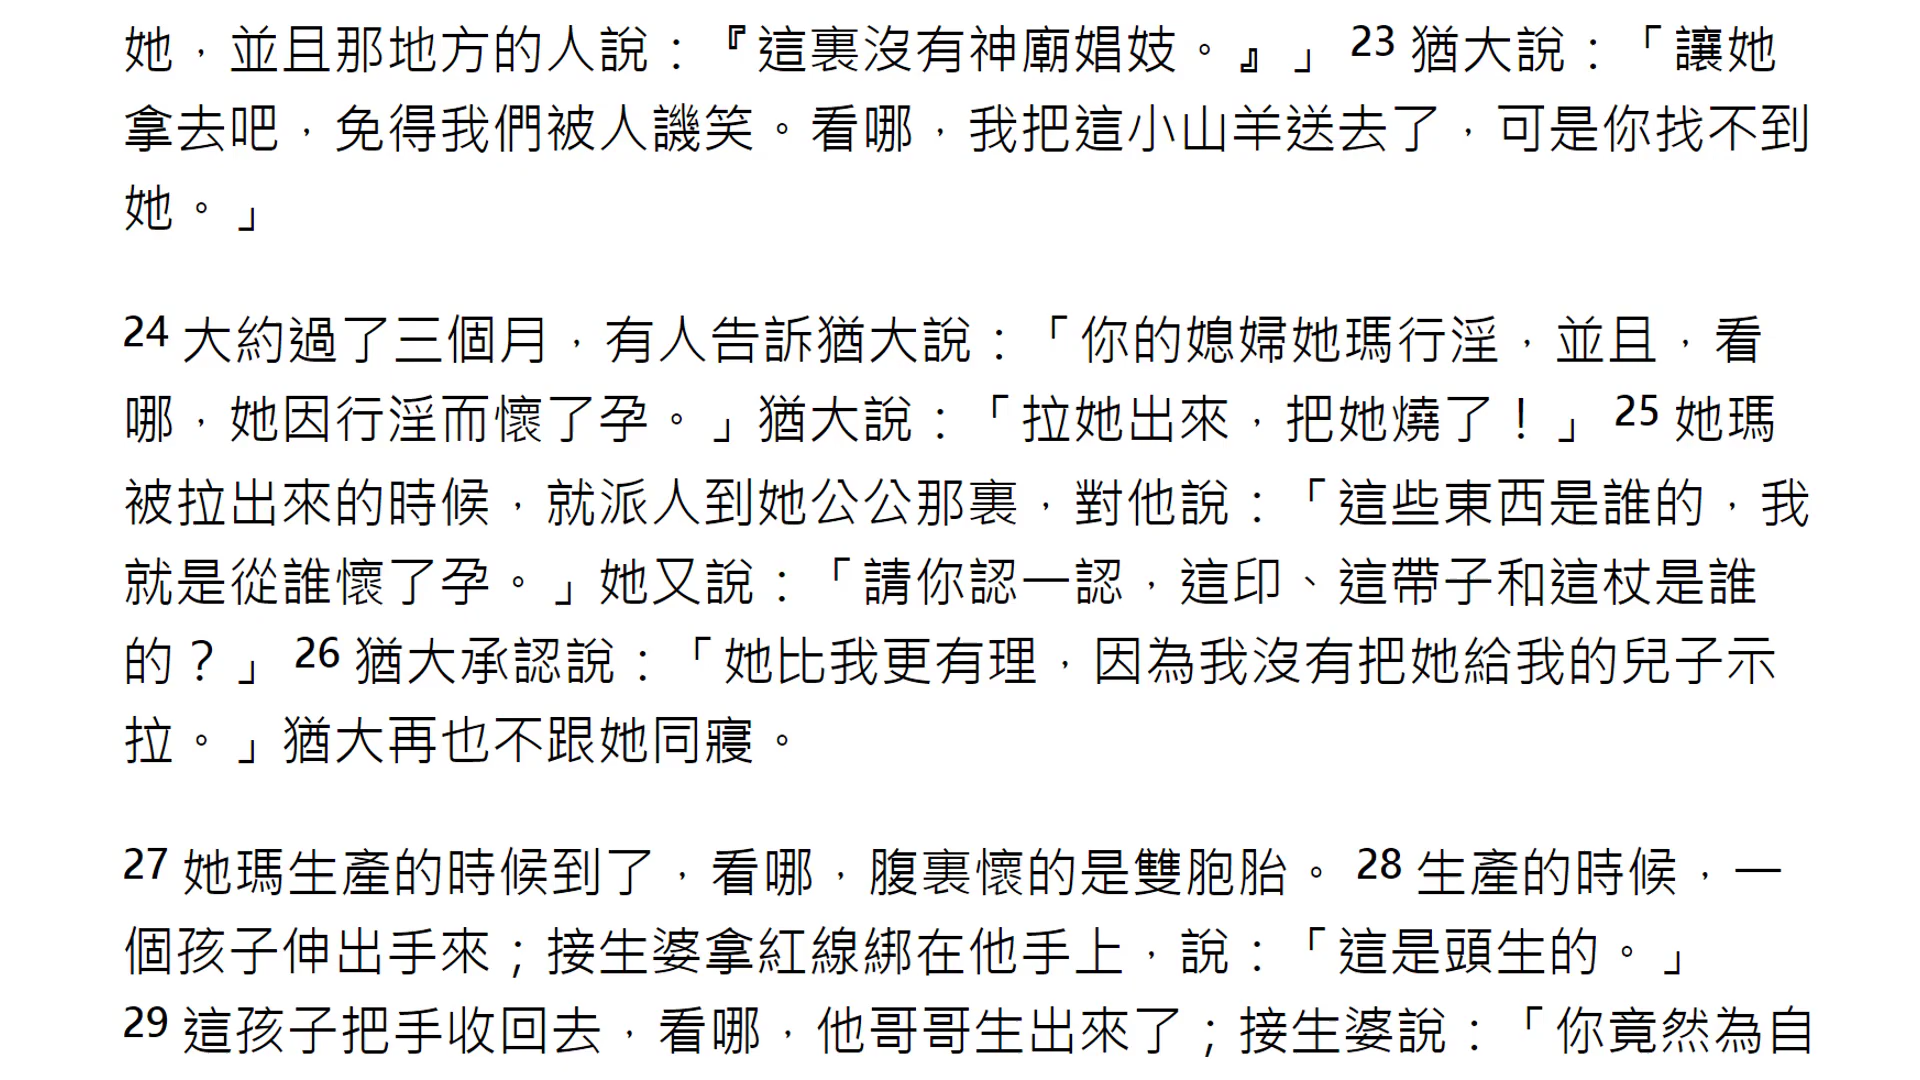 她，並且那地方的人說：『這裏沒有神廟娼妓。』」23 猶大說：「讓她
拿去吧，免得我們被人譏笑。看哪，我把這小山羊送去了，可是你找不到
她。」
24 大約過了三個月，有人告訴猶大說：「你的媳婦她瑪行淫，並且，看
哪，她因行淫而懷了孕。」猶大說：「拉她出來，把她燒了！」25 她瑪
被拉出來的時候，就派人到她公公那裏，對他說：「這些東西是誰的，我
就是從誰懷了孕。」她又說：「請你認一認，這印、這帶子和這杖是誰
的？」26 猶大承認說：「她比我更有理，因為我沒有把她給我的兒子示
拉。」猶大再也不跟她同寢。
27 她瑪生產的時候到了，看哪，腹裏懷的是雙胞胎。28 生產的時候，一
個孩子伸出手來；接生婆拿紅線綁在他手上，說：「這是頭生的。」
29 這孩子把手收回去，看哪，他哥哥生出來了；接生婆說：「你竟然為自